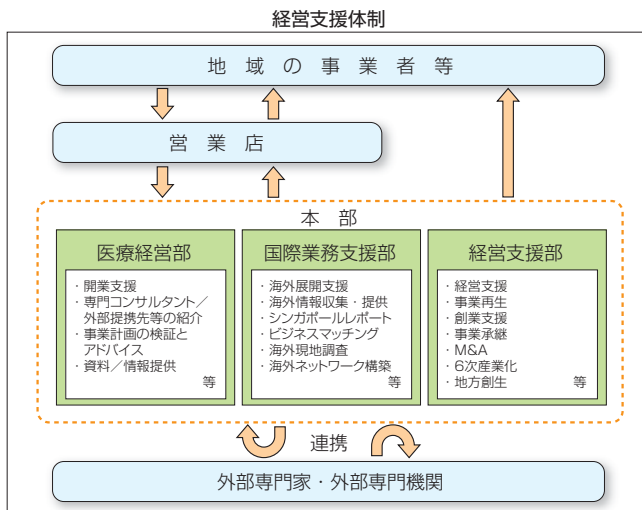 経営支援体制
地域の事業者等
営業店
本部
医療経営部
・開業支援
・専門コンサルタント／
外部提携先等の紹介
・事業計画の検証と
アドバイス
・資料／情報提供
等
国際業務支援部
・海外展開支援
・海外情報収集・提供
・シンガポールレポート
・ビジネスマッチング
・海外現地調査
・海外ネットワーク構築
等
経営支援部
・経営支援
・事業再生
・創業支援
・事業承継
・M&A
・6次産業化
・地方創生
等
連携
外部専門家・外部専門機関